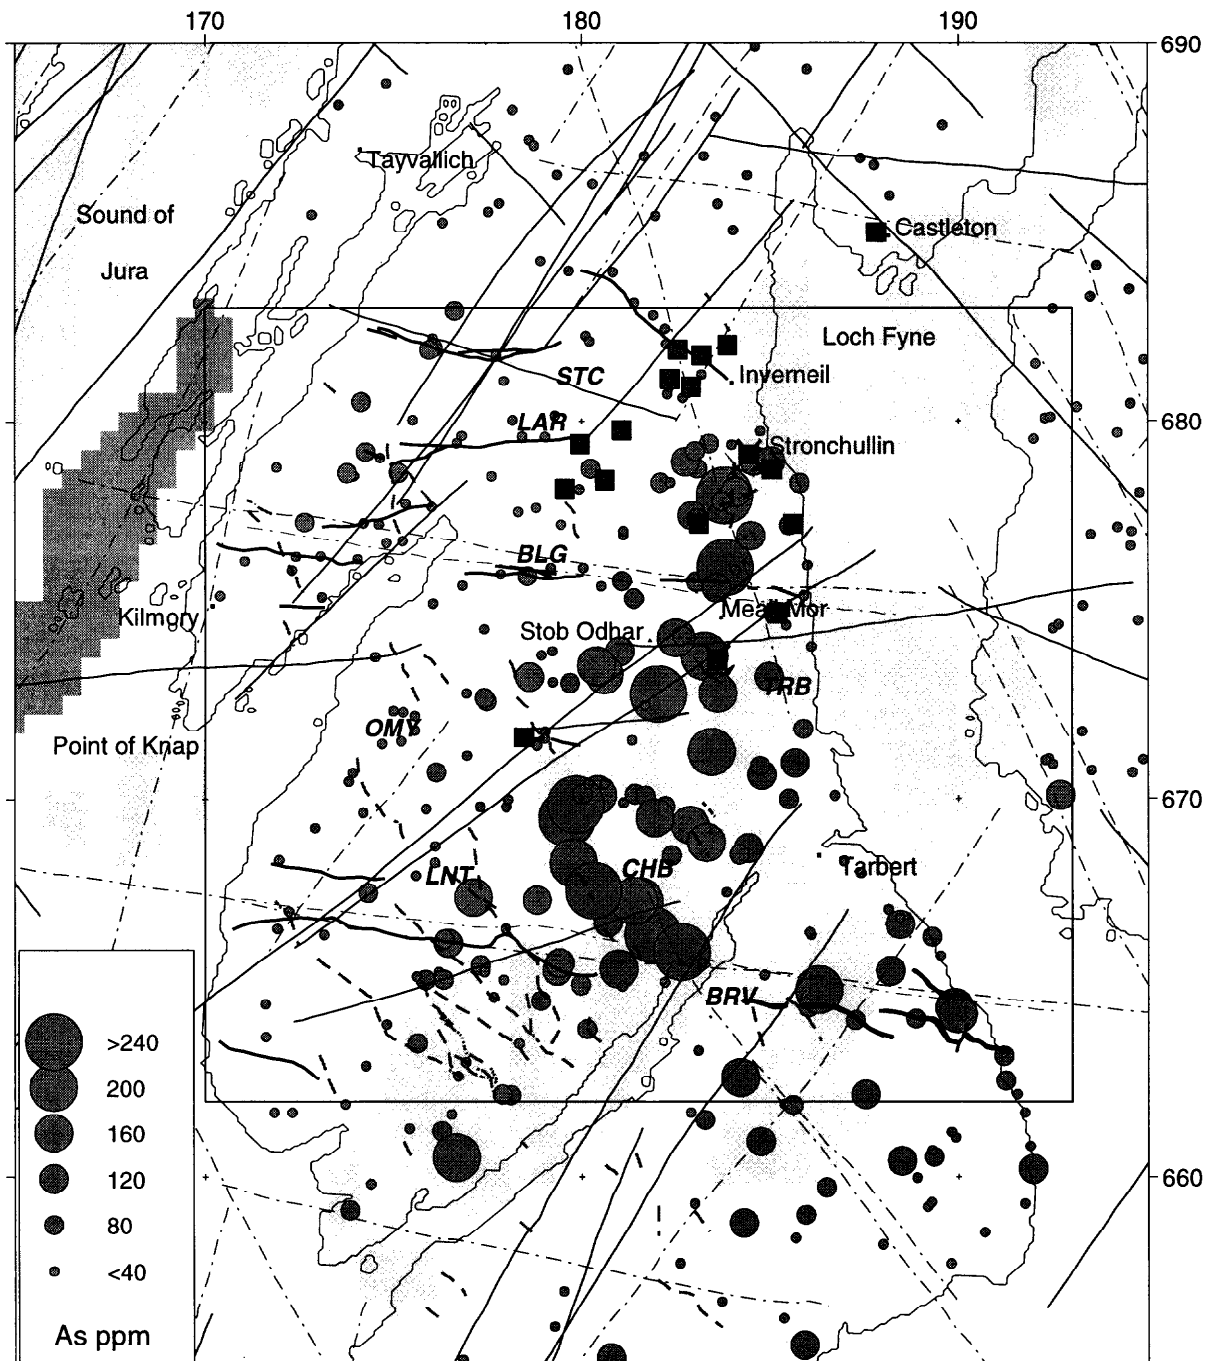 170 180 190
690
Tayvallich
Sound of
Jura
Castleton
Loch Fyne
STC
Inverneil
LAR
680
Stronchullin
BLG
Kilmory
Meall Mor
Stob Odhar
TRB
OMY
Point of Knap
670
LNT
CHB
Tarbert
BRV
>240
200
160
120
80
<40
As ppm
660